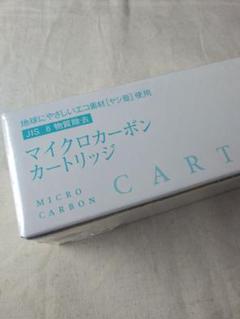 地球にやさしいエコ素材[ヤシ殻]使用
JIS 8物質除去
マイクロカーボン
カートリッジ
MICRO
CARBON
CART